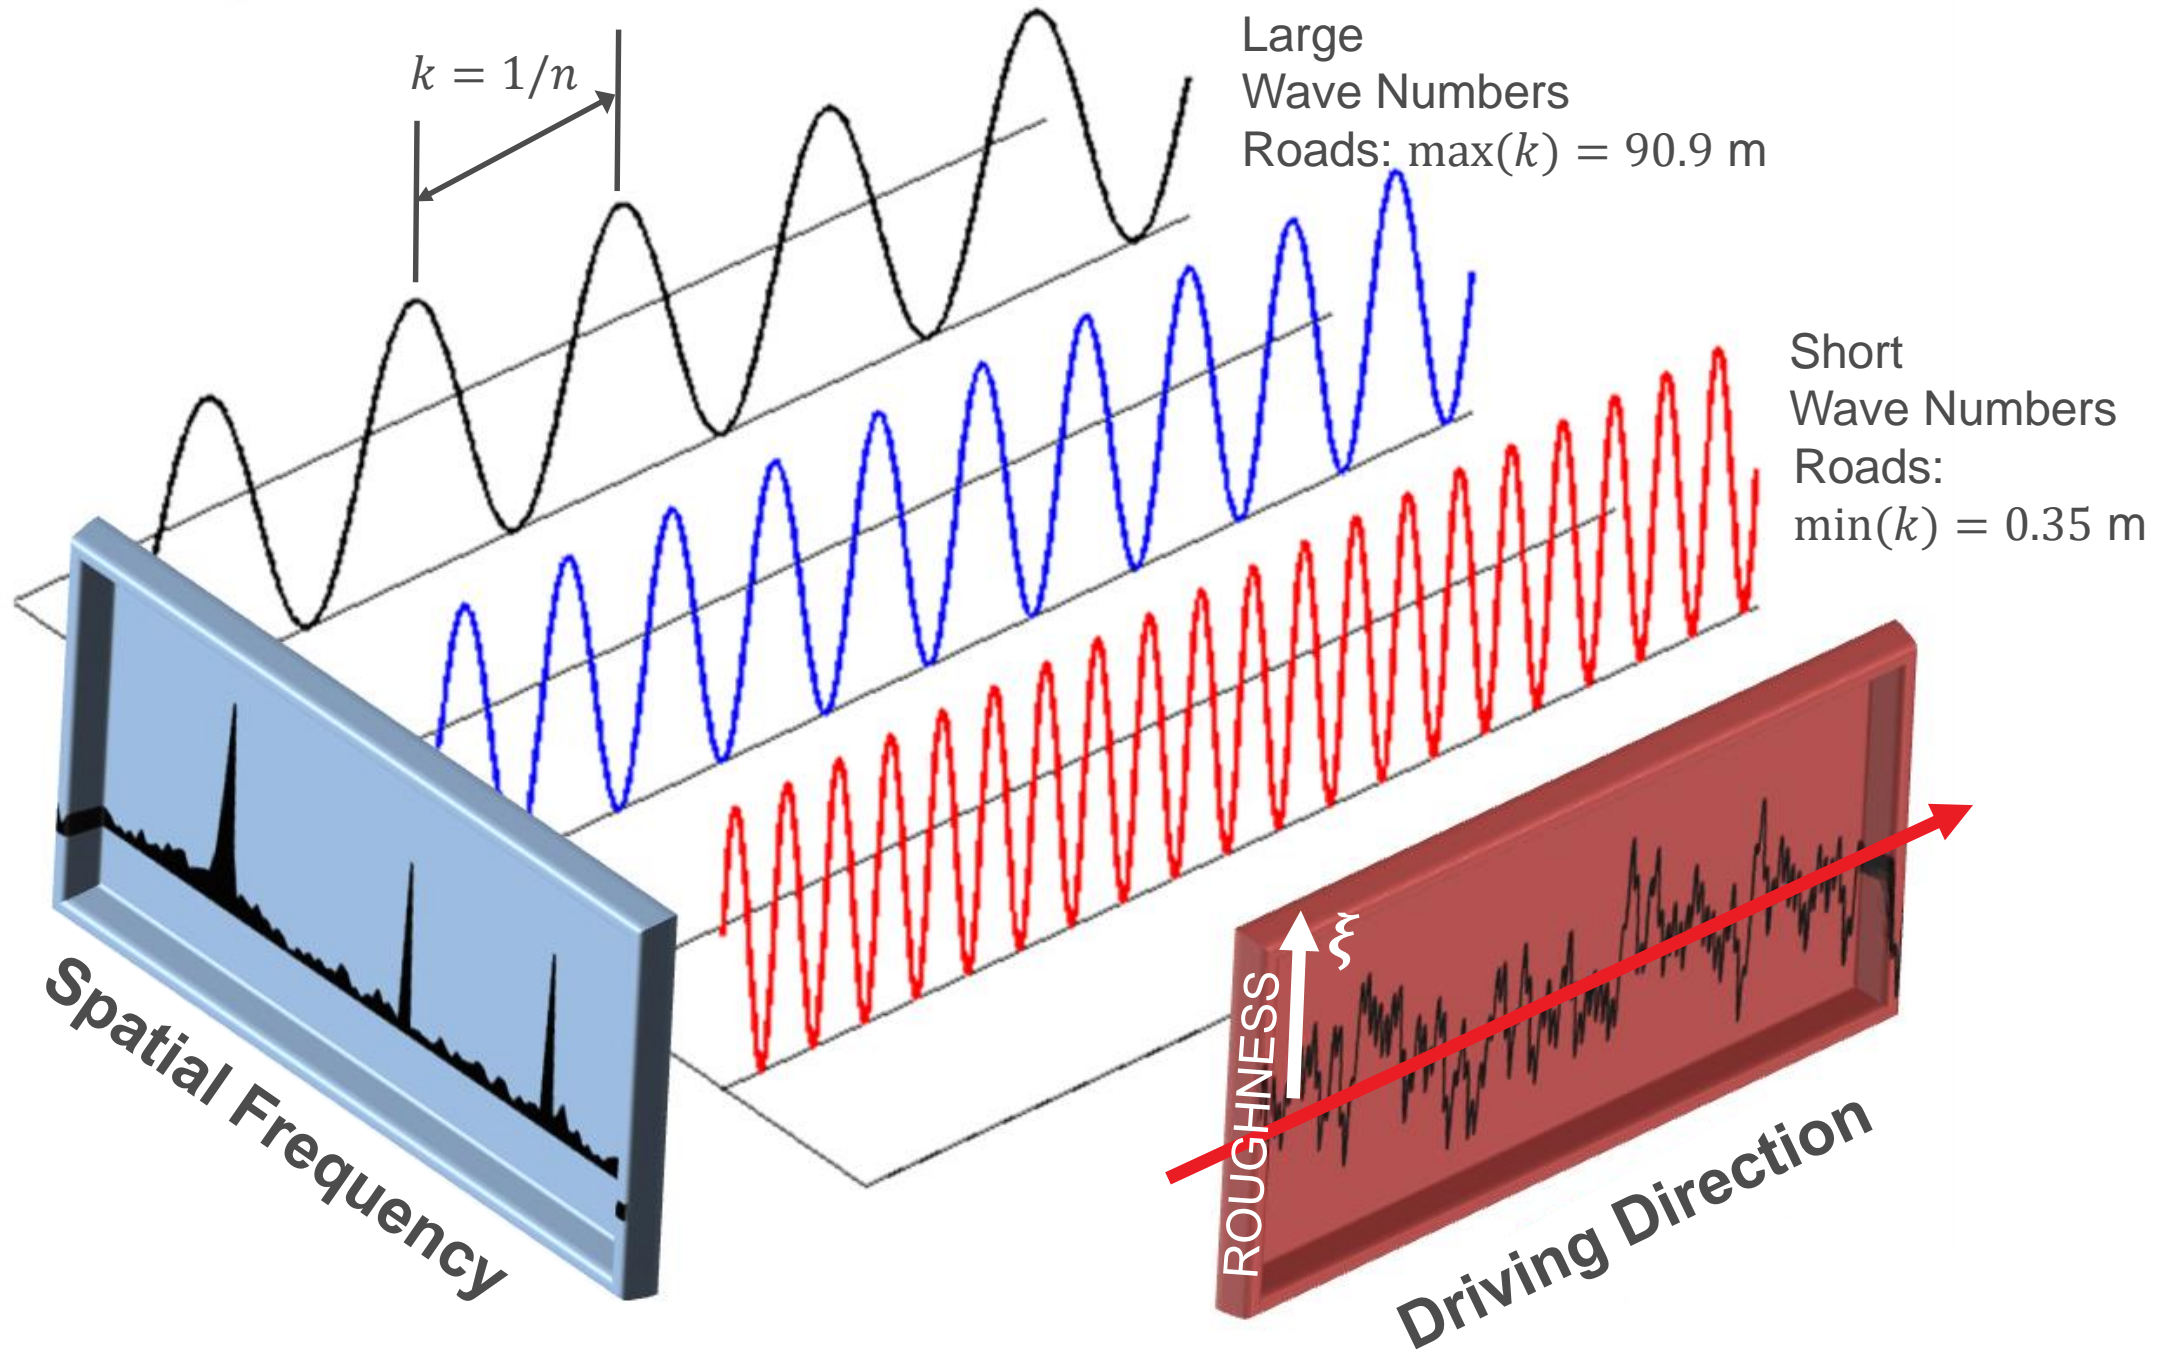 k = 1/n
Large
Wave Numbers
Roads: max(k) = 90.9 m
Short
Wave Numbers
Roads:
min(k) = 0.35 m
Spatial Frequency
ROUGHNESS
ξ
Driving Direction